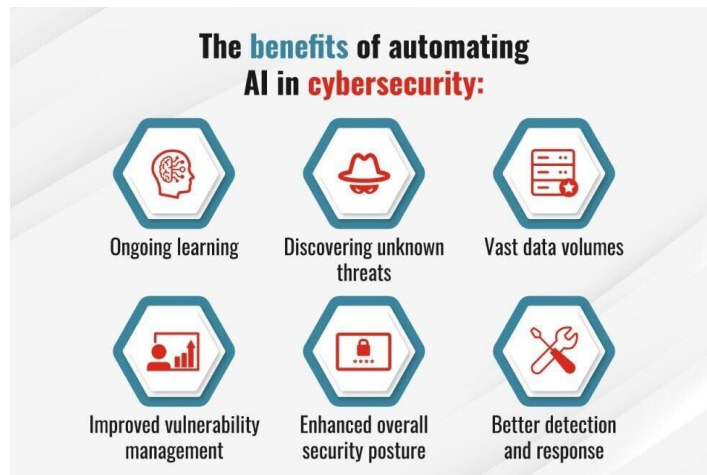 The benefits of automating
AI in cybersecurity:
Ongoing learning
Discovering unknown
threats
Vast data volumes
Improved vulnerability
management
Enhanced overall
security posture
Better detection
and response